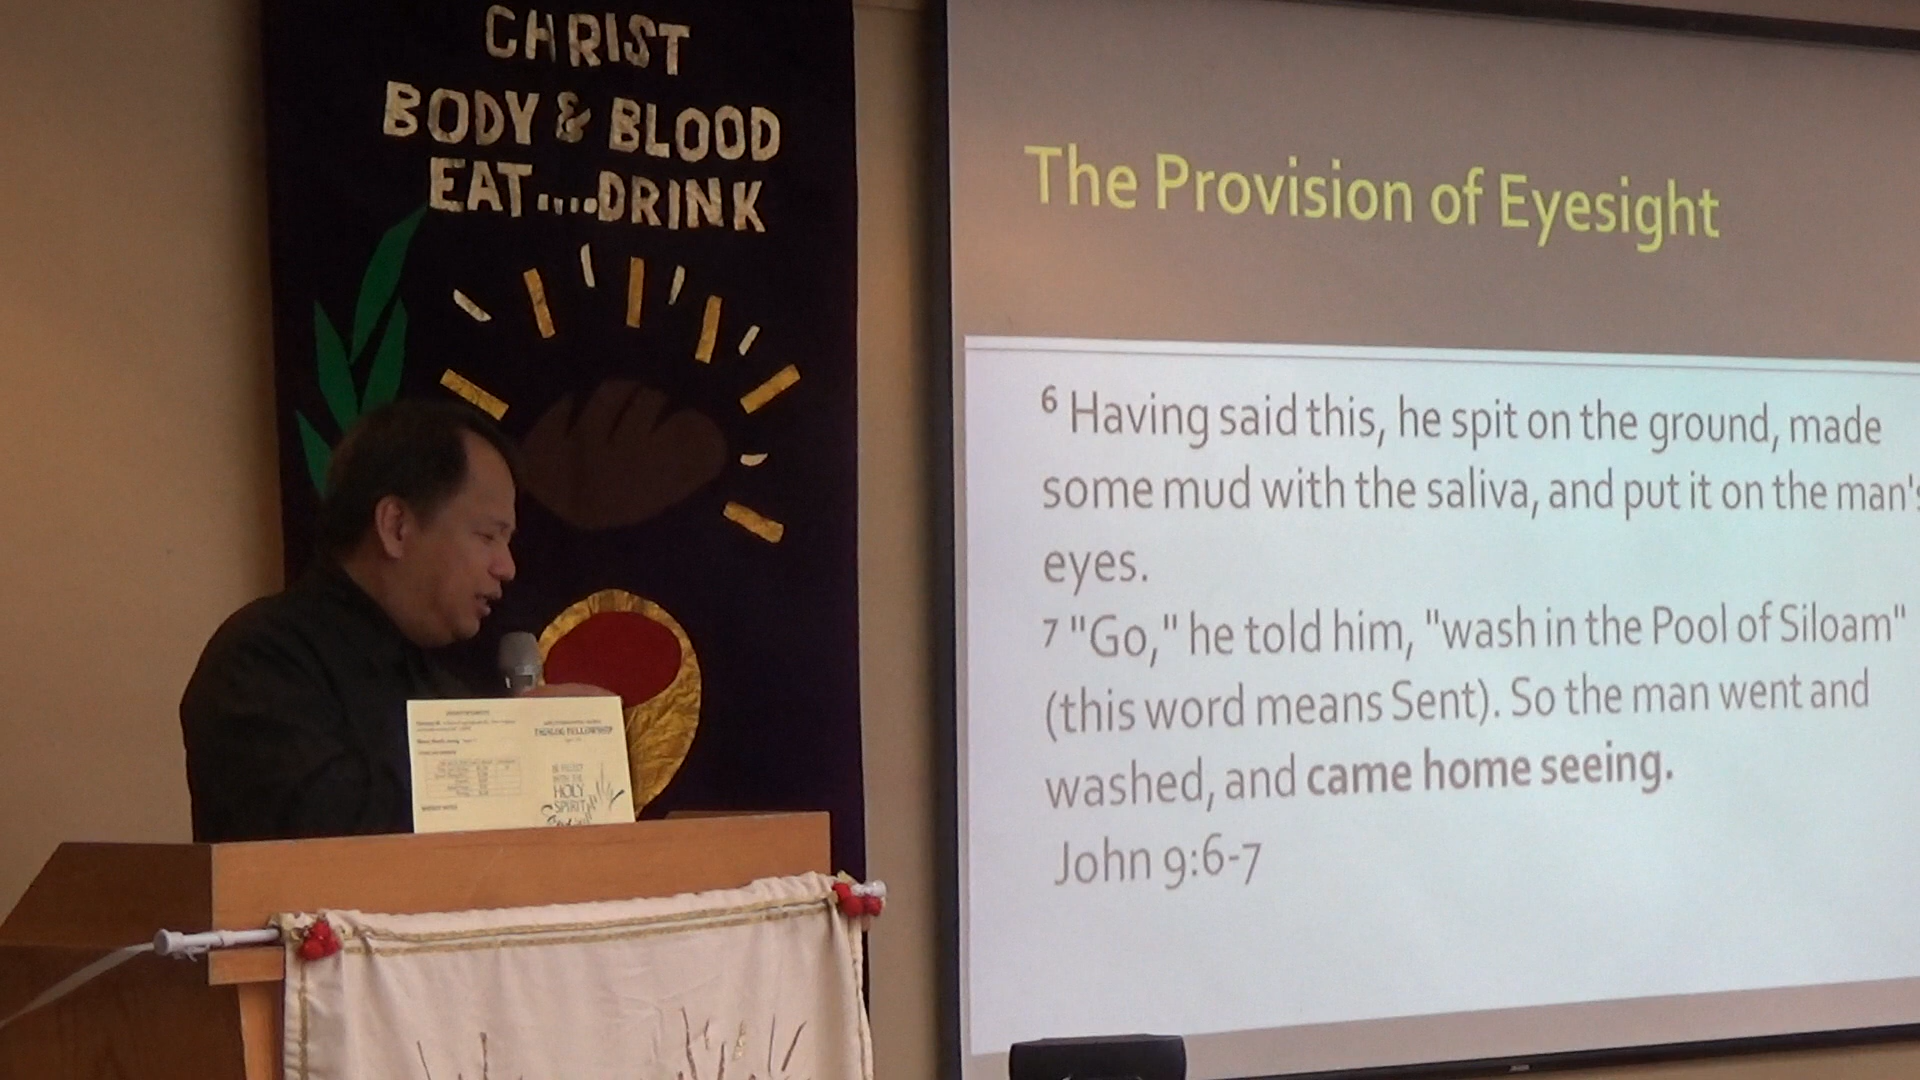 CHRIST
BODY & BLOOD
EAT....DRINK
The Provision of Eyesight
6 Having said this, he spit on the ground, made
some mud with the saliva, and put it on the man's
eyes.
7 "Go," he told him, "wash in the Pool of Siloam"
(this word means Sent). So the man went and
washed, and came home seeing.
John 9:6-7
FELLOWSHIP
HOLY
SPIRIT